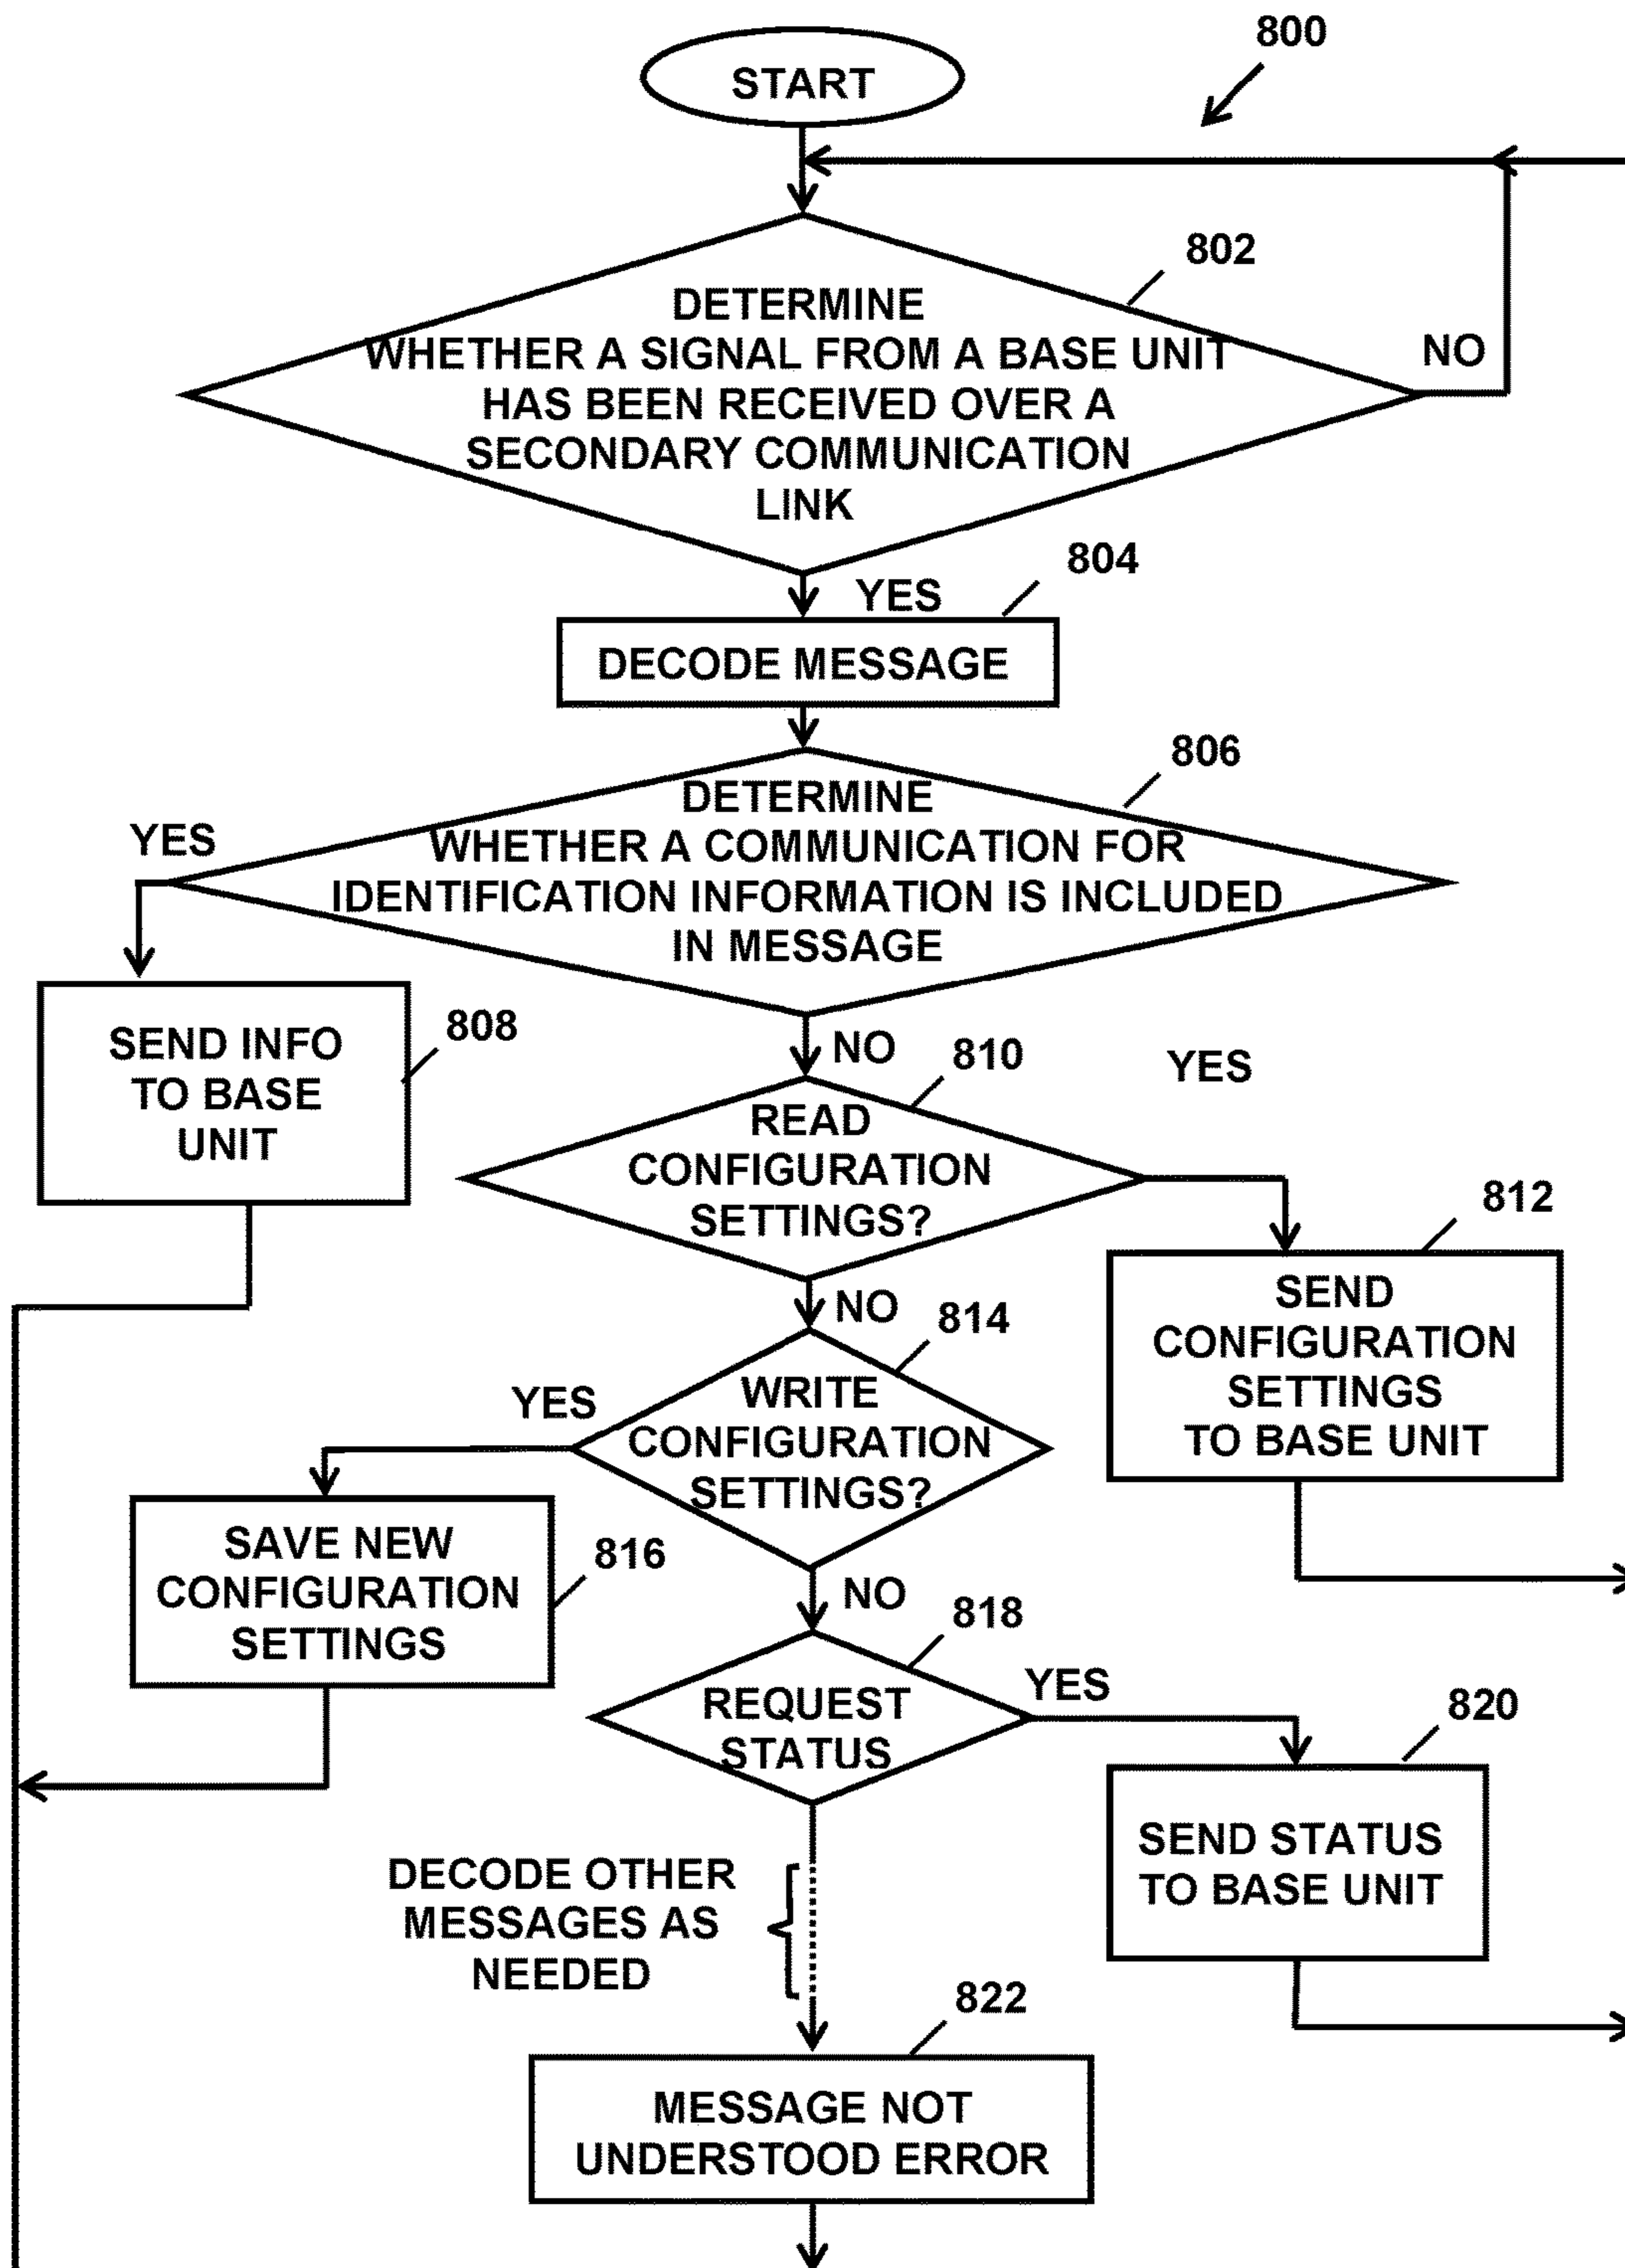 800
START
802
DETERMINE
WHETHER A SIGNAL FROM A BASE UNIT
HAS BEEN RECEIVED OVER A
SECONDARY COMMUNICATION
LINK
NO
YES
804
DECODE MESSAGE
806
DETERMINE
WHETHER A COMMUNICATION FOR
IDENTIFICATION INFORMATION IS INCLUDED
IN MESSAGE
YES
SEND INFO
TO BASE
UNIT
808
NO
810
YES
READ
CONFIGURATION
SETTINGS?
812
SEND
CONFIGURATION
SETTINGS
TO BASE UNIT
NO
814
YES
WRITE
CONFIGURATION
SETTINGS?
SAVE NEW
CONFIGURATION
SETTINGS
816
NO
818
REQUEST
STATUS
YES
820
SEND STATUS
TO BASE UNIT
DECODE OTHER
MESSAGES AS
NEEDED
822
MESSAGE NOT
UNDERSTOOD ERROR